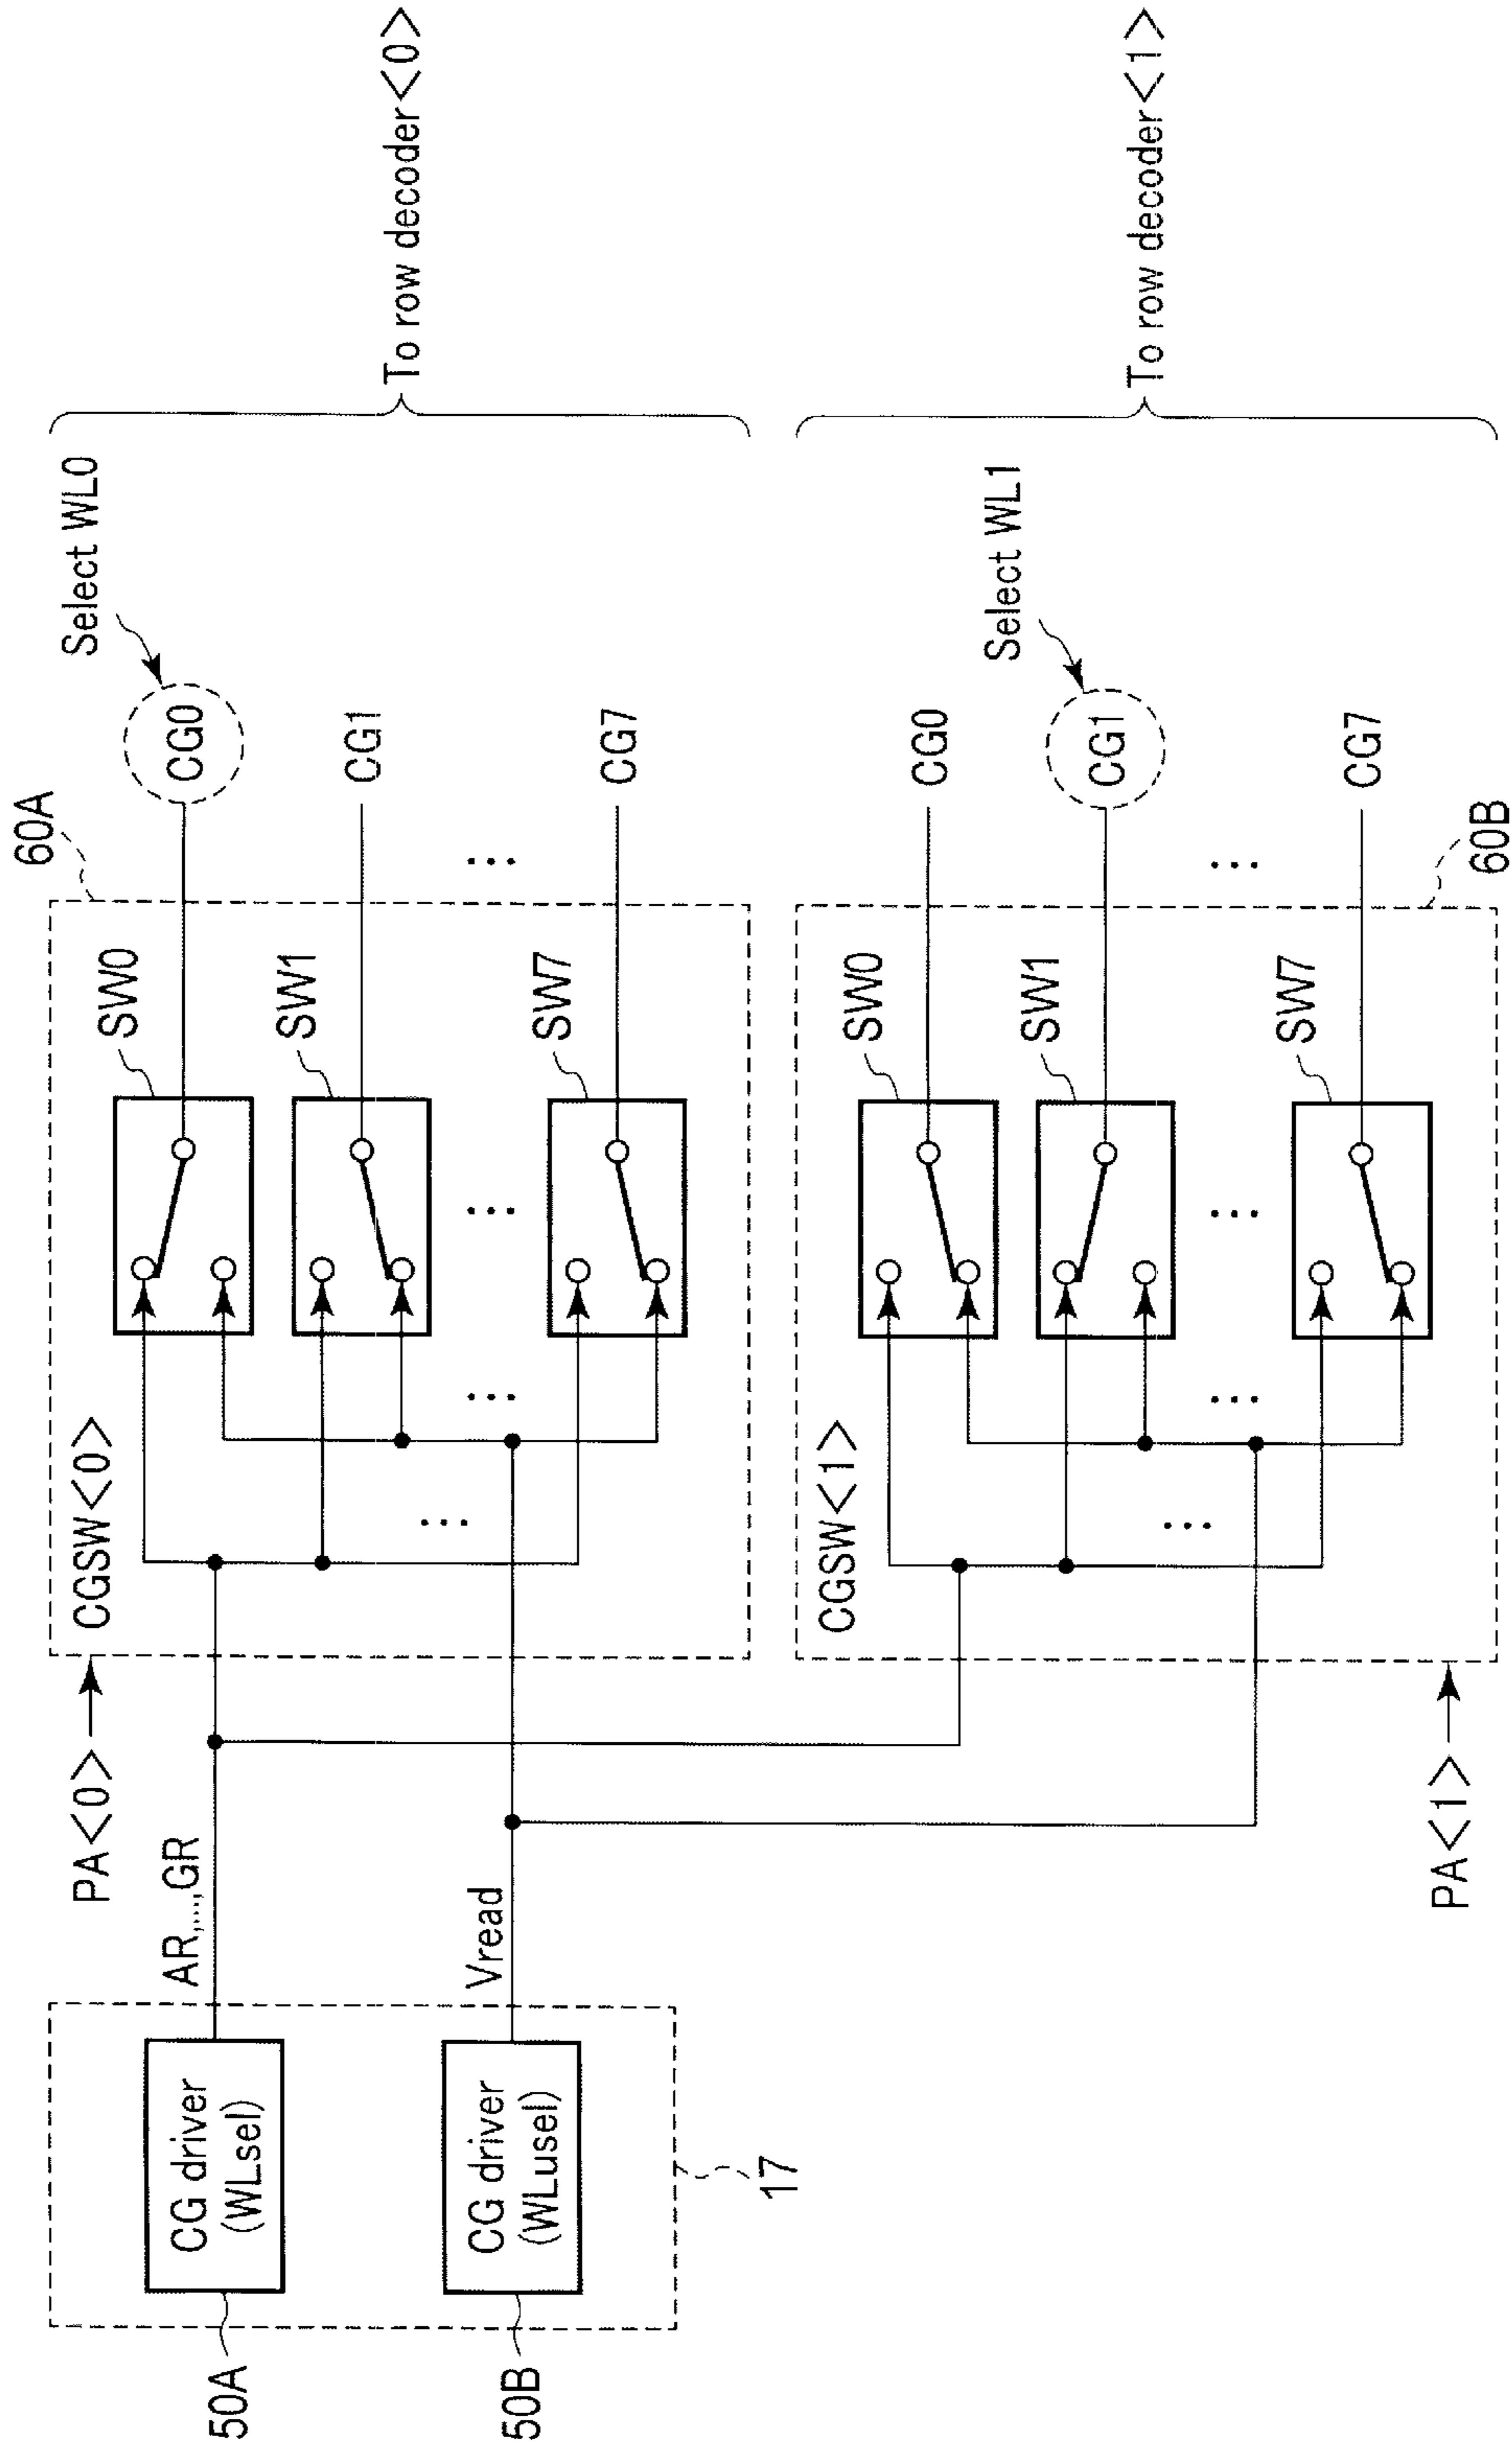 50A
CG driver
(WLsel)
50B
CG driver
(WLusel)
17
AR,...,GR
Vread
PA<0>
CGSW<0>
60A
SW0
SW1
...
SW7
...
...
CG0
CG1
...
CG7
Select WL0
To row decoder<0>
PA<1>
CGSW<1>
60B
SW0
SW1
...
SW7
...
...
CG0
CG1
...
CG7
Select WL1
To row decoder<1>